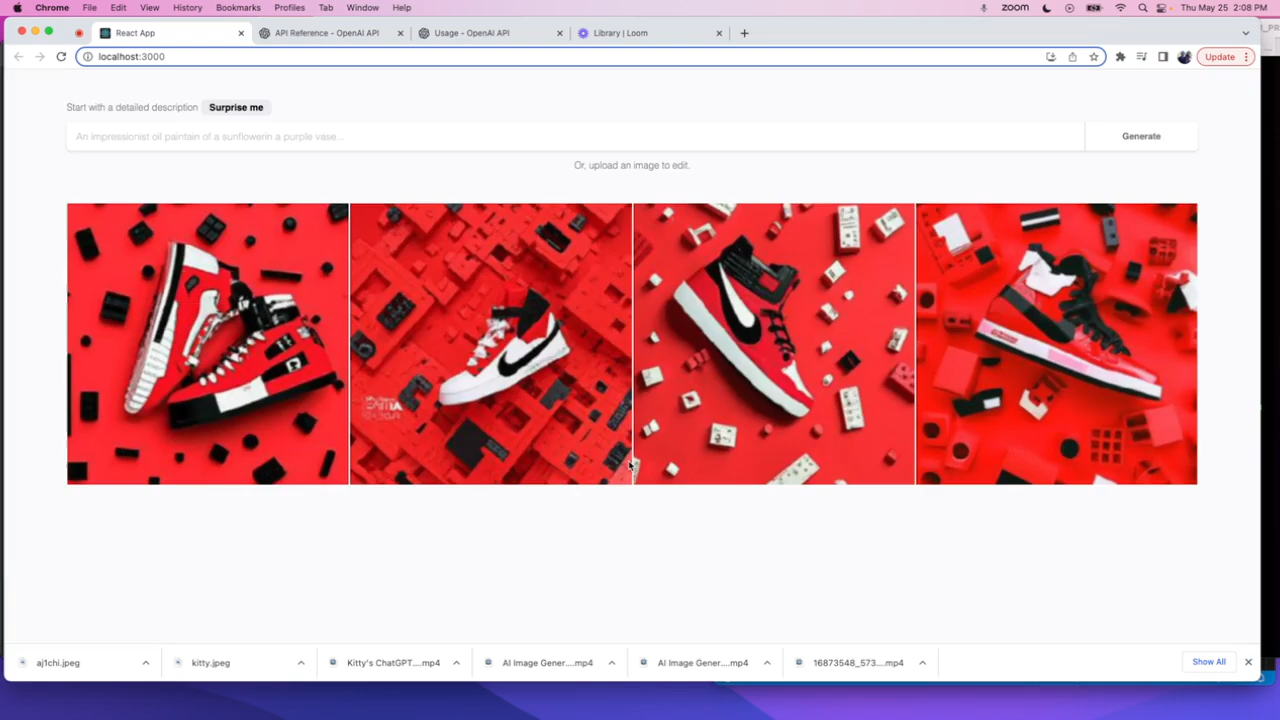 Chrome File Edit View History Bookmarks Profiles Tab Window Help zoom Thu May 25 2:08 PM
React App API Reference - OpenAI API Usage - OpenAI API Library | Loom
localhost:3000 Update
Start with a detailed description Surprise me
An impressionist oil paintain of a sunflowerin a purple vase... Generate
Or, upload an image to edit.
aj1chi.jpeg kitty.jpeg Kitty's ChatGPT....mp4 AI Image Gener....mp4 AI Image Gener....mp4 16873548_573....mp4 Show All